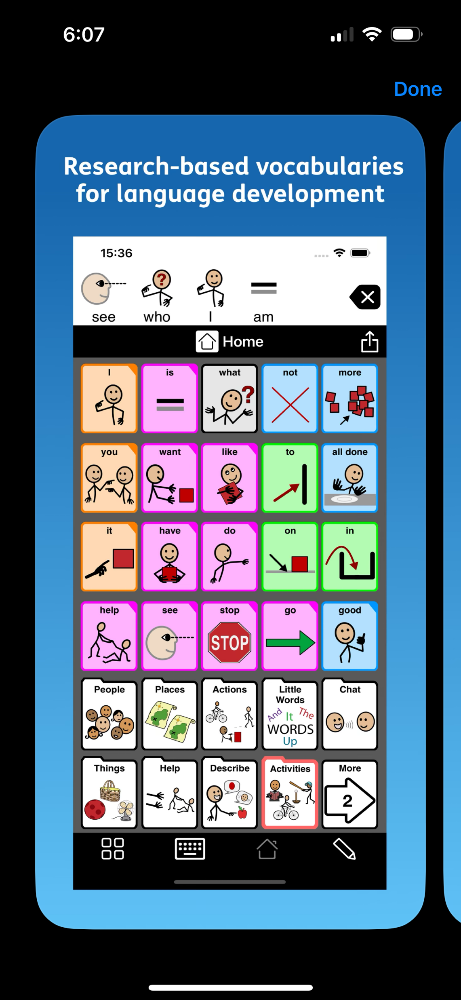 6:07
Done
Research-based vocabularies
for language development
15:36
see who I am
Home
I is what not more
?
you want like to all done
it have do on in
help see stop go good
STOP
People Places Actions Little Words Chat
And It The
WORDS
Up
Things Help Describe Activities More
2